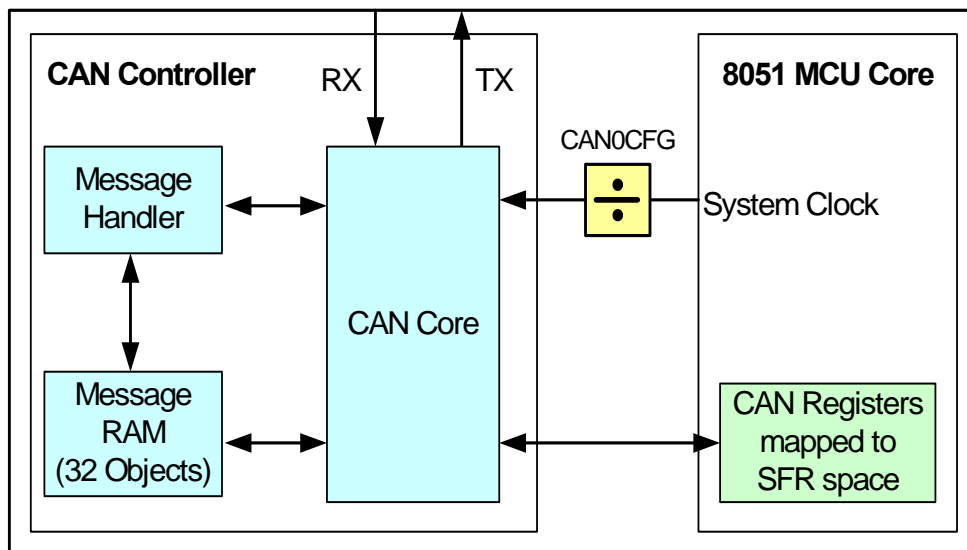 CAN Controller
RX
TX
8051 MCU Core
CAN0CFG
Message
Handler
÷
System Clock
CAN Core
Message
RAM
(32 Objects)
CAN Registers
mapped to
SFR space